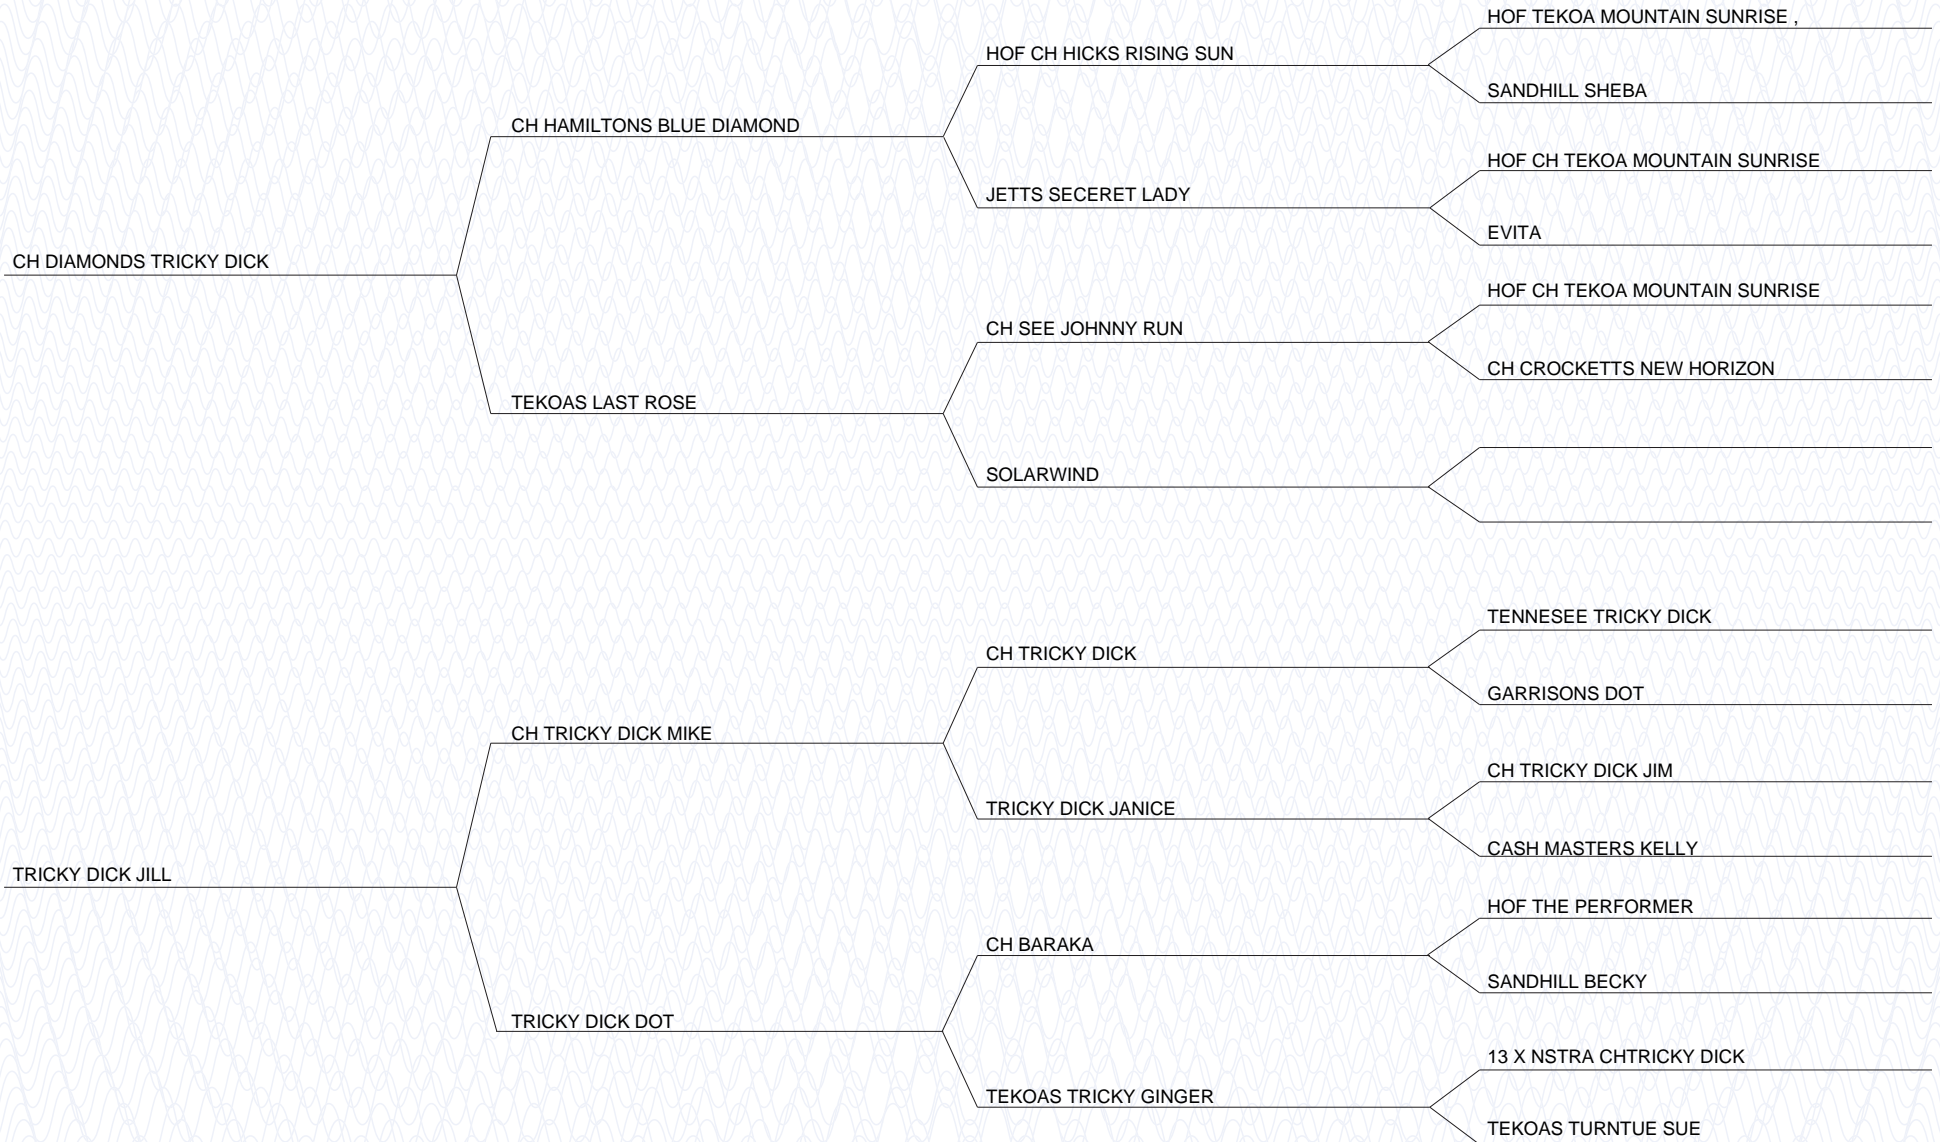 HOF TEKOA MOUNTAIN SUNRISE ,
HOF CH HICKS RISING SUN
SANDHILL SHEBA
CH HAMILTONS BLUE DIAMOND
HOF CH TEKOA MOUNTAIN SUNRISE
JETTS SECERET LADY
EVITA
CH DIAMONDS TRICKY DICK
HOF CH TEKOA MOUNTAIN SUNRISE
CH SEE JOHNNY RUN
CH CROCKETTS NEW HORIZON
TEKOAS LAST ROSE
SOLARWIND
TENNESEE TRICKY DICK
CH TRICKY DICK
GARRISONS DOT
CH TRICKY DICK MIKE
CH TRICKY DICK JIM
TRICKY DICK JANICE
CASH MASTERS KELLY
TRICKY DICK JILL
HOF THE PERFORMER
CH BARAKA
SANDHILL BECKY
TRICKY DICK DOT
13 X NSTRA CHTRICKY DICK
TEKOAS TRICKY GINGER
TEKOAS TURNTUE SUE